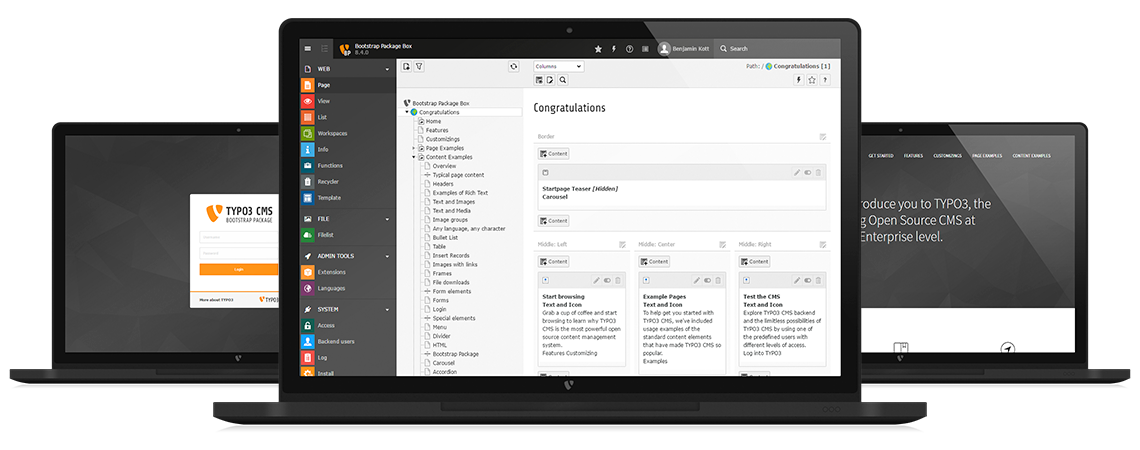 Bootstrap Package Box
8.4.0
Benjamin Kott
Search
WEB
Page
View
List
Workspaces
Info
Functions
Recycler
Template
FILE
Filelist
ADMIN TOOLS
Extensions
Languages
SYSTEM
Access
Backend users
Log
Install
Bootstrap Package Box
Congratulations
Home
Features
Customizings
Page Examples
Content Examples
Overview
Typical page content
Headers
Examples of Rich Text
Text and Images
Text and Media
Image groups
Any language, any character
Bullet List
Table
Insert Records
Images with links
Frames
File downloads
Form elements
Forms
Login
Special elements
Menu
Divider
HTML
Bootstrap Package
Carousel
Accordion
Columns
Path: / Congratulations [1]
Congratulations
Border
Content
Startpage Teaser [Hidden]
Carousel
Content
Middle: Left
Content
Start browsing
Text and Icon
Grab a cup of coffee and start
browsing to learn why TYPO3
CMS is the most powerful open
source content management
system.
Features Customizing
Content
Middle: Center
Content
Example Pages
Text and Icon
To help get you started with
TYPO3 CMS, we've included
usage examples of the
standard content elements
that have made TYPO3 CMS so
popular.
Examples
Content
Middle: Right
Content
Test the CMS
Text and Icon
Explore TYPO3 CMS backend
and the limitless possibilities of
TYPO3 CMS by using one of
the predefined users with
different levels of access.
Log into TYPO3
Content
TYPO3 CMS
BOOTSTRAP PACKAGE
Login
More about TYPO3
TYPO3
GET STARTED FEATURES CUSTOMIZINGS PAGE EXAMPLES CONTENT EXAMPLES
roduce you to TYPO3, the
g Open Source CMS at
Enterprise level.